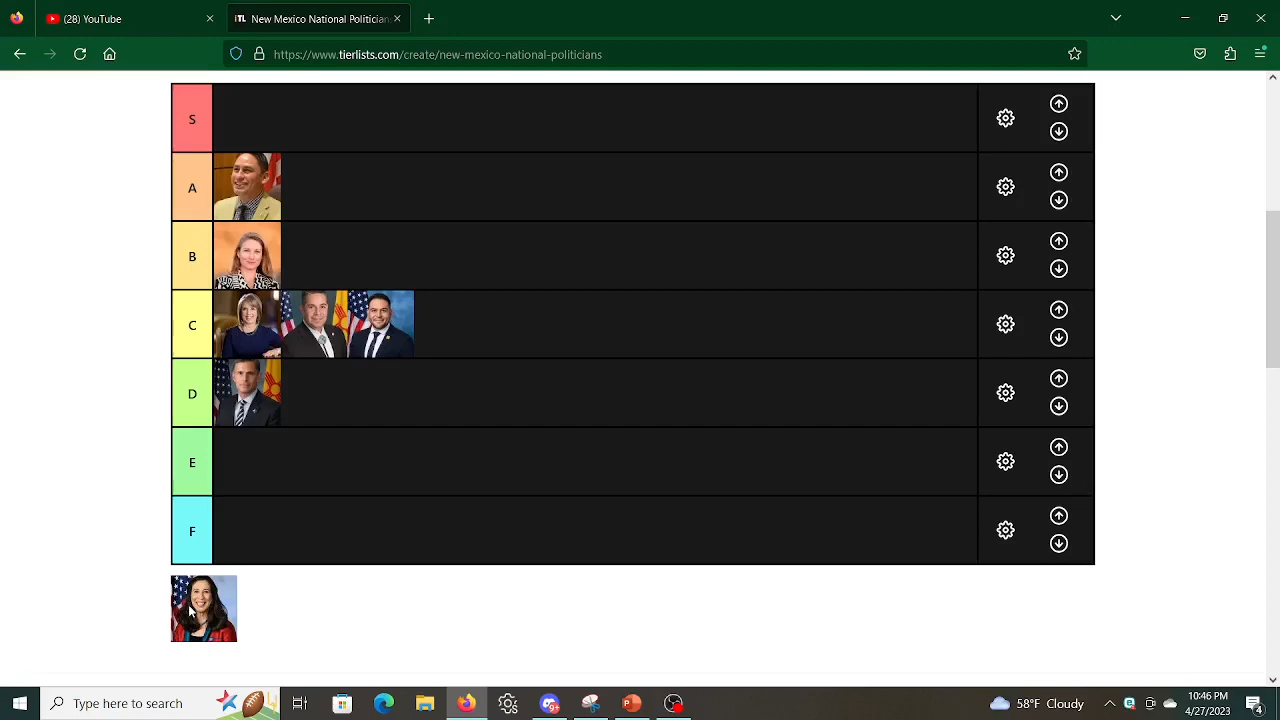 (28) YouTube
iTL
New Mexico National Politician
https://www.tierlists.com/create/new-mexico-national-politicians
S
A
B
C
D
E
F
Type here to search
58°F Cloudy
10:46 PM
4/27/2023